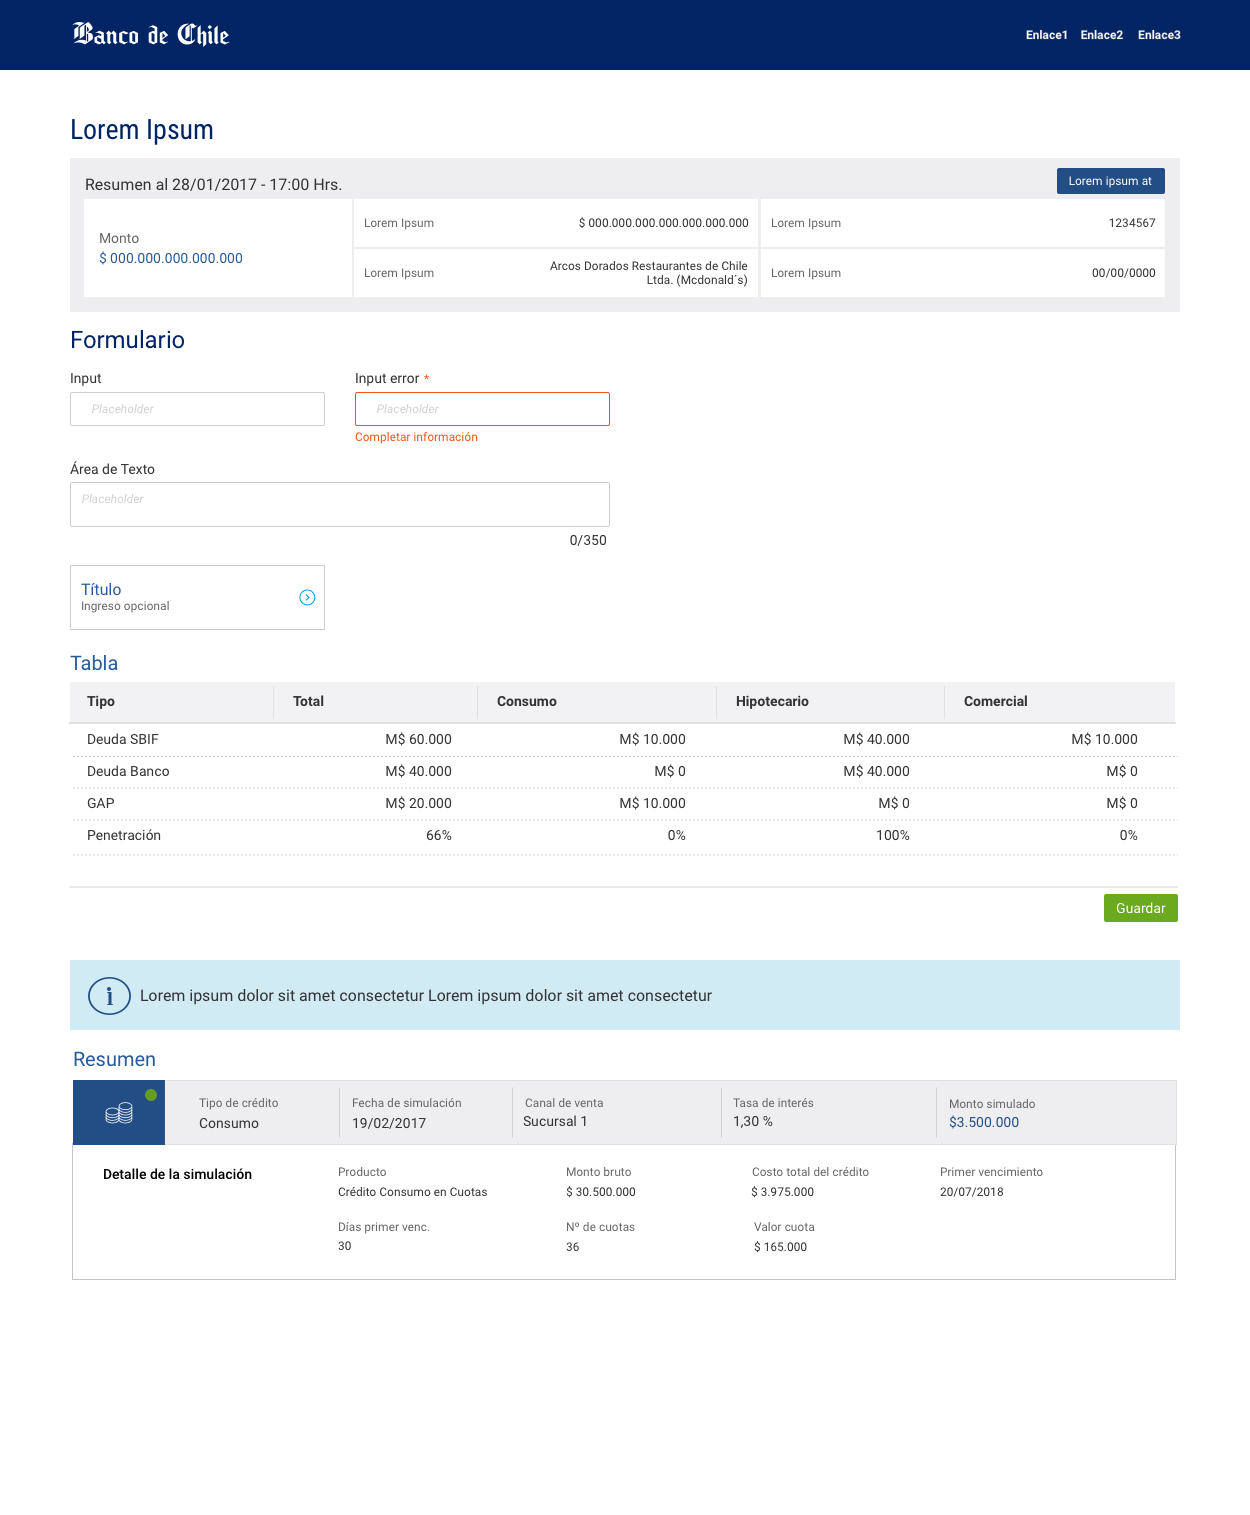 Banco de Chile
Enlace1 Enlace2 Enlace3
Lorem Ipsum
Resumen al 28/01/2017 - 17:00 Hrs.
Lorem ipsum at
Monto
$ 000.000.000.000.000
Lorem Ipsum $ 000.000.000.000.000.000.000
Lorem Ipsum 1234567
Lorem Ipsum Arcos Dorados Restaurantes de Chile
Ltda. (Mcdonald´s)
Lorem Ipsum 00/00/0000
Formulario
Input
Placeholder
Input error *
Placeholder
Completar información
Área de Texto
Placeholder
0/350
Título
Ingreso opcional
Tabla
Tipo Total Consumo Hipotecario Comercial
Deuda SBIF M$ 60.000 M$ 10.000 M$ 40.000 M$ 10.000
Deuda Banco M$ 40.000 M$ 0 M$ 40.000 M$ 0
GAP M$ 20.000 M$ 10.000 M$ 0 M$ 0
Penetración 66% 0% 100% 0%
Guardar
i Lorem ipsum dolor sit amet consectetur Lorem ipsum dolor sit amet consectetur
Resumen
Tipo de crédito Fecha de simulación Canal de venta Tasa de interés Monto simulado
Consumo 19/02/2017 Sucursal 1 1,30 % $3.500.000
Detalle de la simulación
Producto Monto bruto Costo total del crédito Primer vencimiento
Crédito Consumo en Cuotas $ 30.500.000 $ 3.975.000 20/07/2018
Días primer venc. Nº de cuotas Valor cuota
30 36 $ 165.000